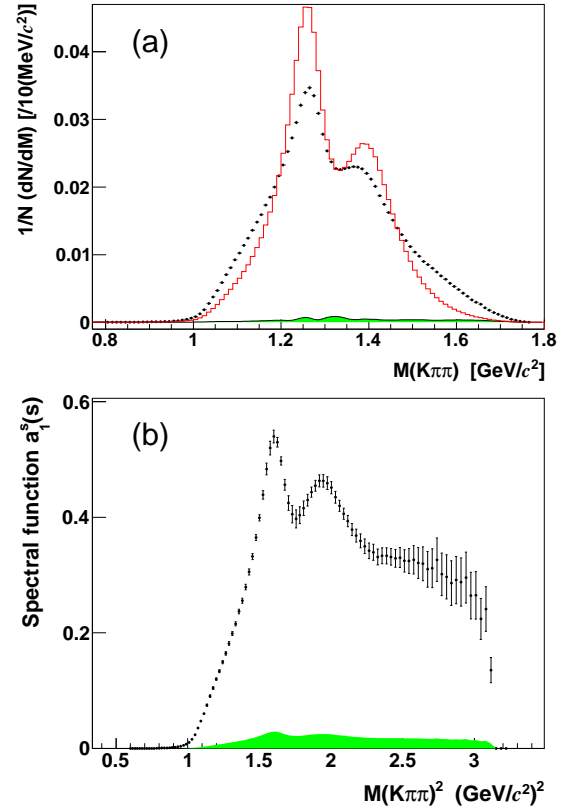 (a)
1/N (dN/dM) [/10(MeV/c²)]
0.04
0.03
0.02
0.01
0
1 1.2 1.4 1.6 1.8
M(Kππ) [GeV/c²]
(b)
Spectral function a₁ˢ(s)
0.6
0.4
0.2
0
0.5 1 1.5 2 2.5 3
M(Kππ)² (GeV/c²)²